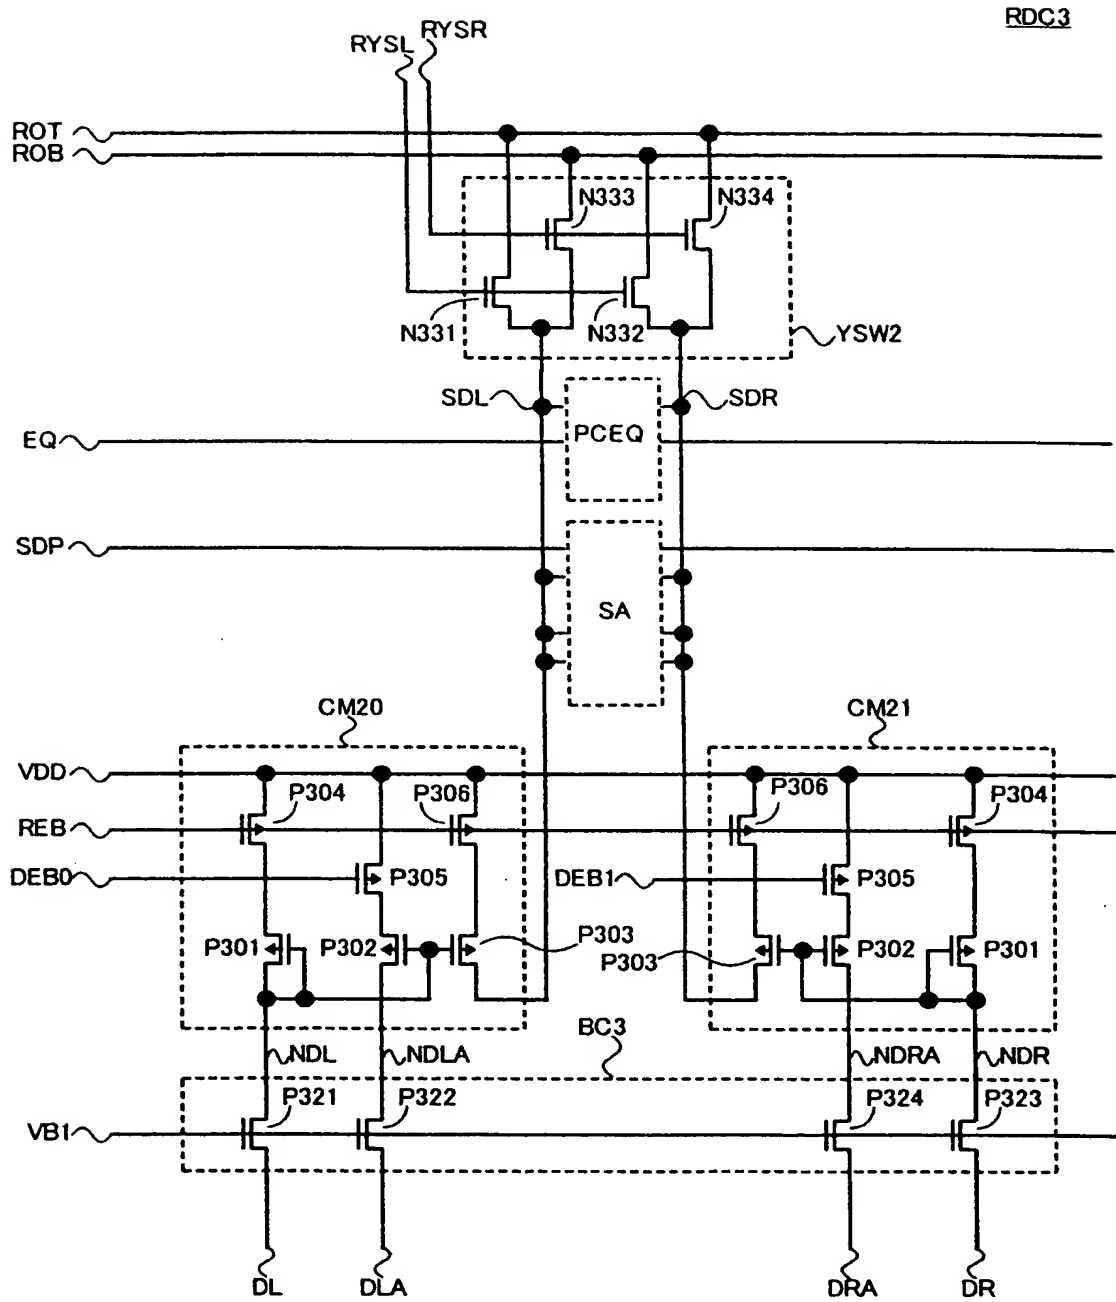 RDC3
RYSL RYSR
ROT
ROB
N333 N334
N331 N332 YSW2
SDL SDR
EQ PCEQ
SDP
SA
CM20 CM21
VDD
P304 P306 P306 P304
REB
DEB0 P305 DEB1 P305
P301 P302 P303 P303 P302 P301
BC3
NDL NDLA NDRA NDR
P321 P322 P324 P323
VB1
DL DLA DRA DR